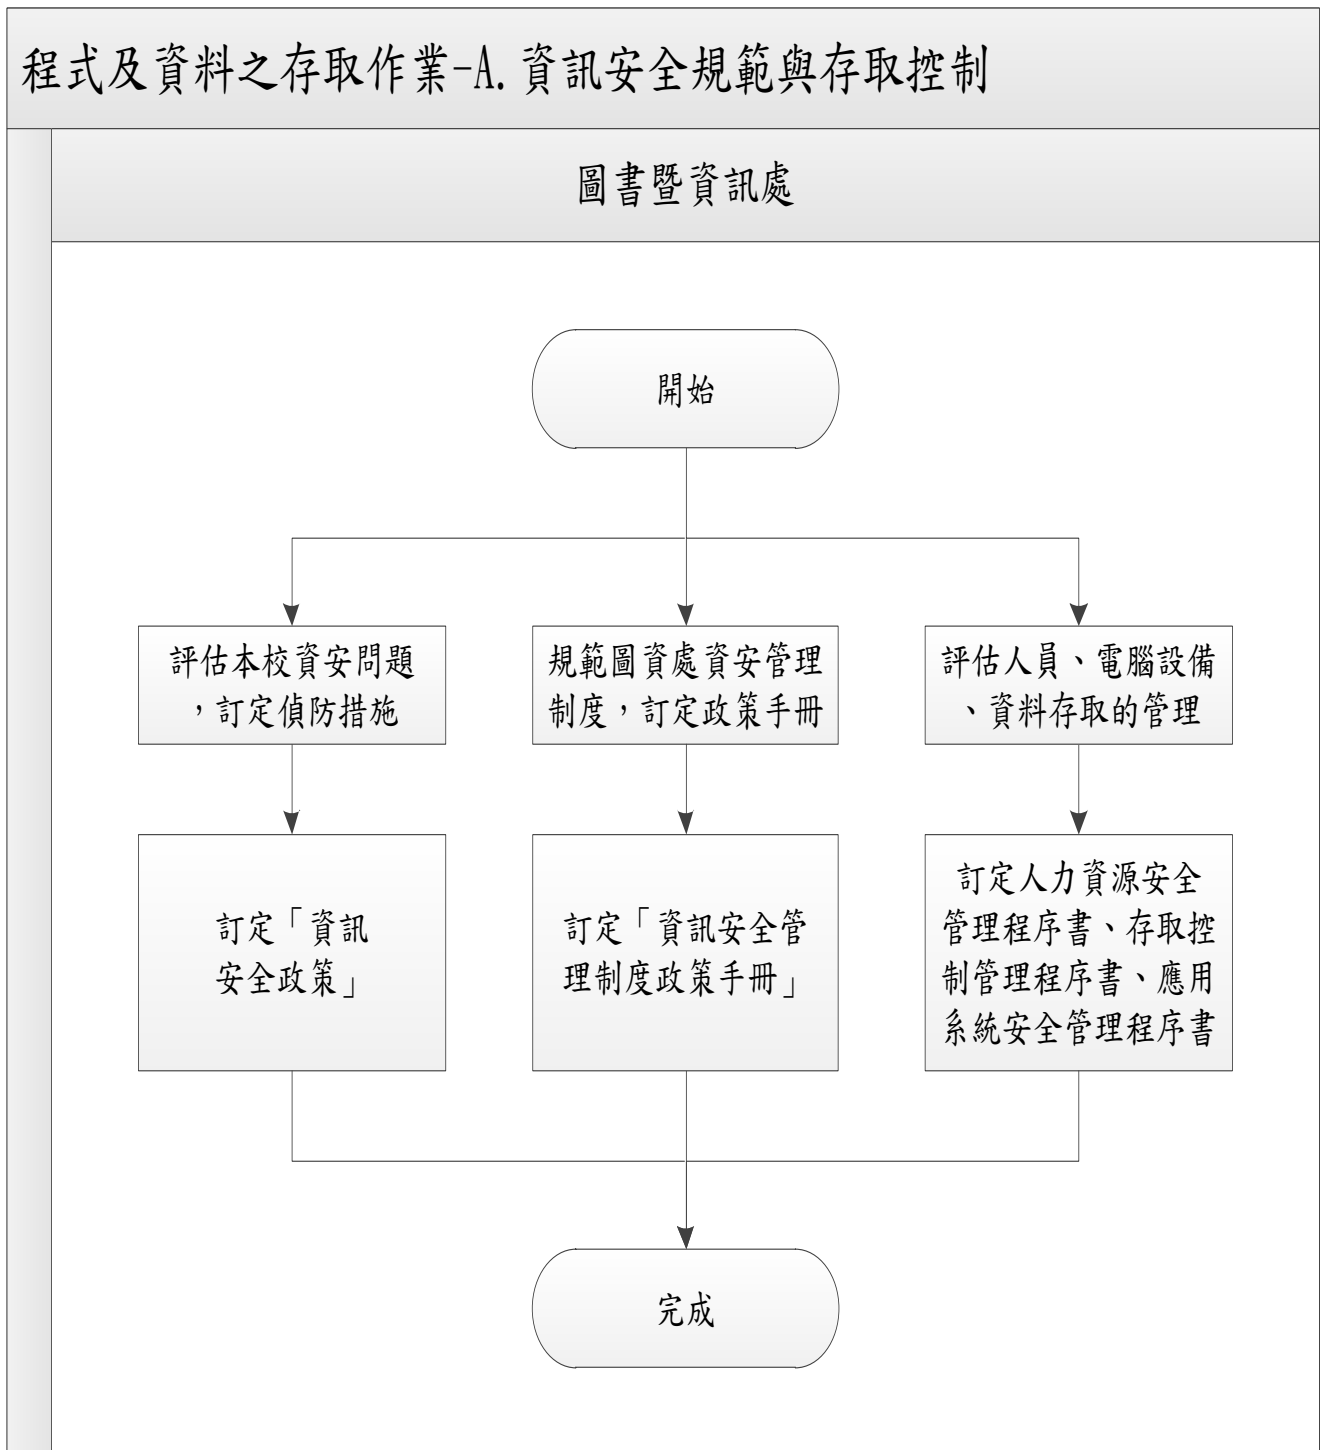 程式及資料之存取作業-A.資訊安全規範與存取控制
圖書暨資訊處
開始
評估本校資安問題
，訂定偵防措施
規範圖資處資安管理
制度，訂定政策手冊
評估人員、電腦設備
、資料存取的管理
訂定「資訊
安全政策」
訂定「資訊安全管
理制度政策手冊」
訂定人力資源安全
管理程序書、存取控
制管理程序書、應用
系統安全管理程序書
完成